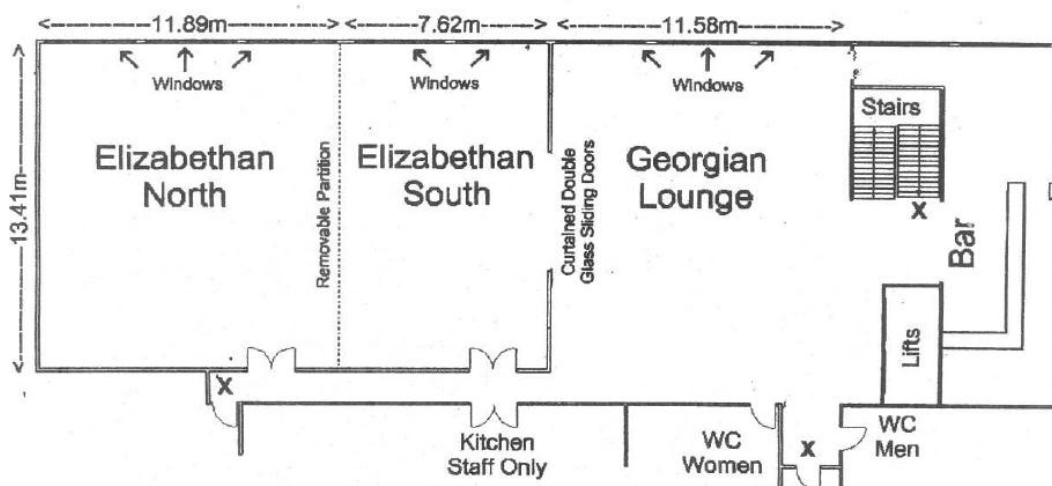 11.89m
7.62m
11.58m
Windows
Windows
Windows
13.41m
Elizabethan
North
Removable Partition
Elizabethan
South
Curtained Double
Glass Sliding Doors
Georgian
Lounge
Stairs
X
Bar
Lifts
X
Kitchen
Staff Only
WC
Women
X
WC
Men